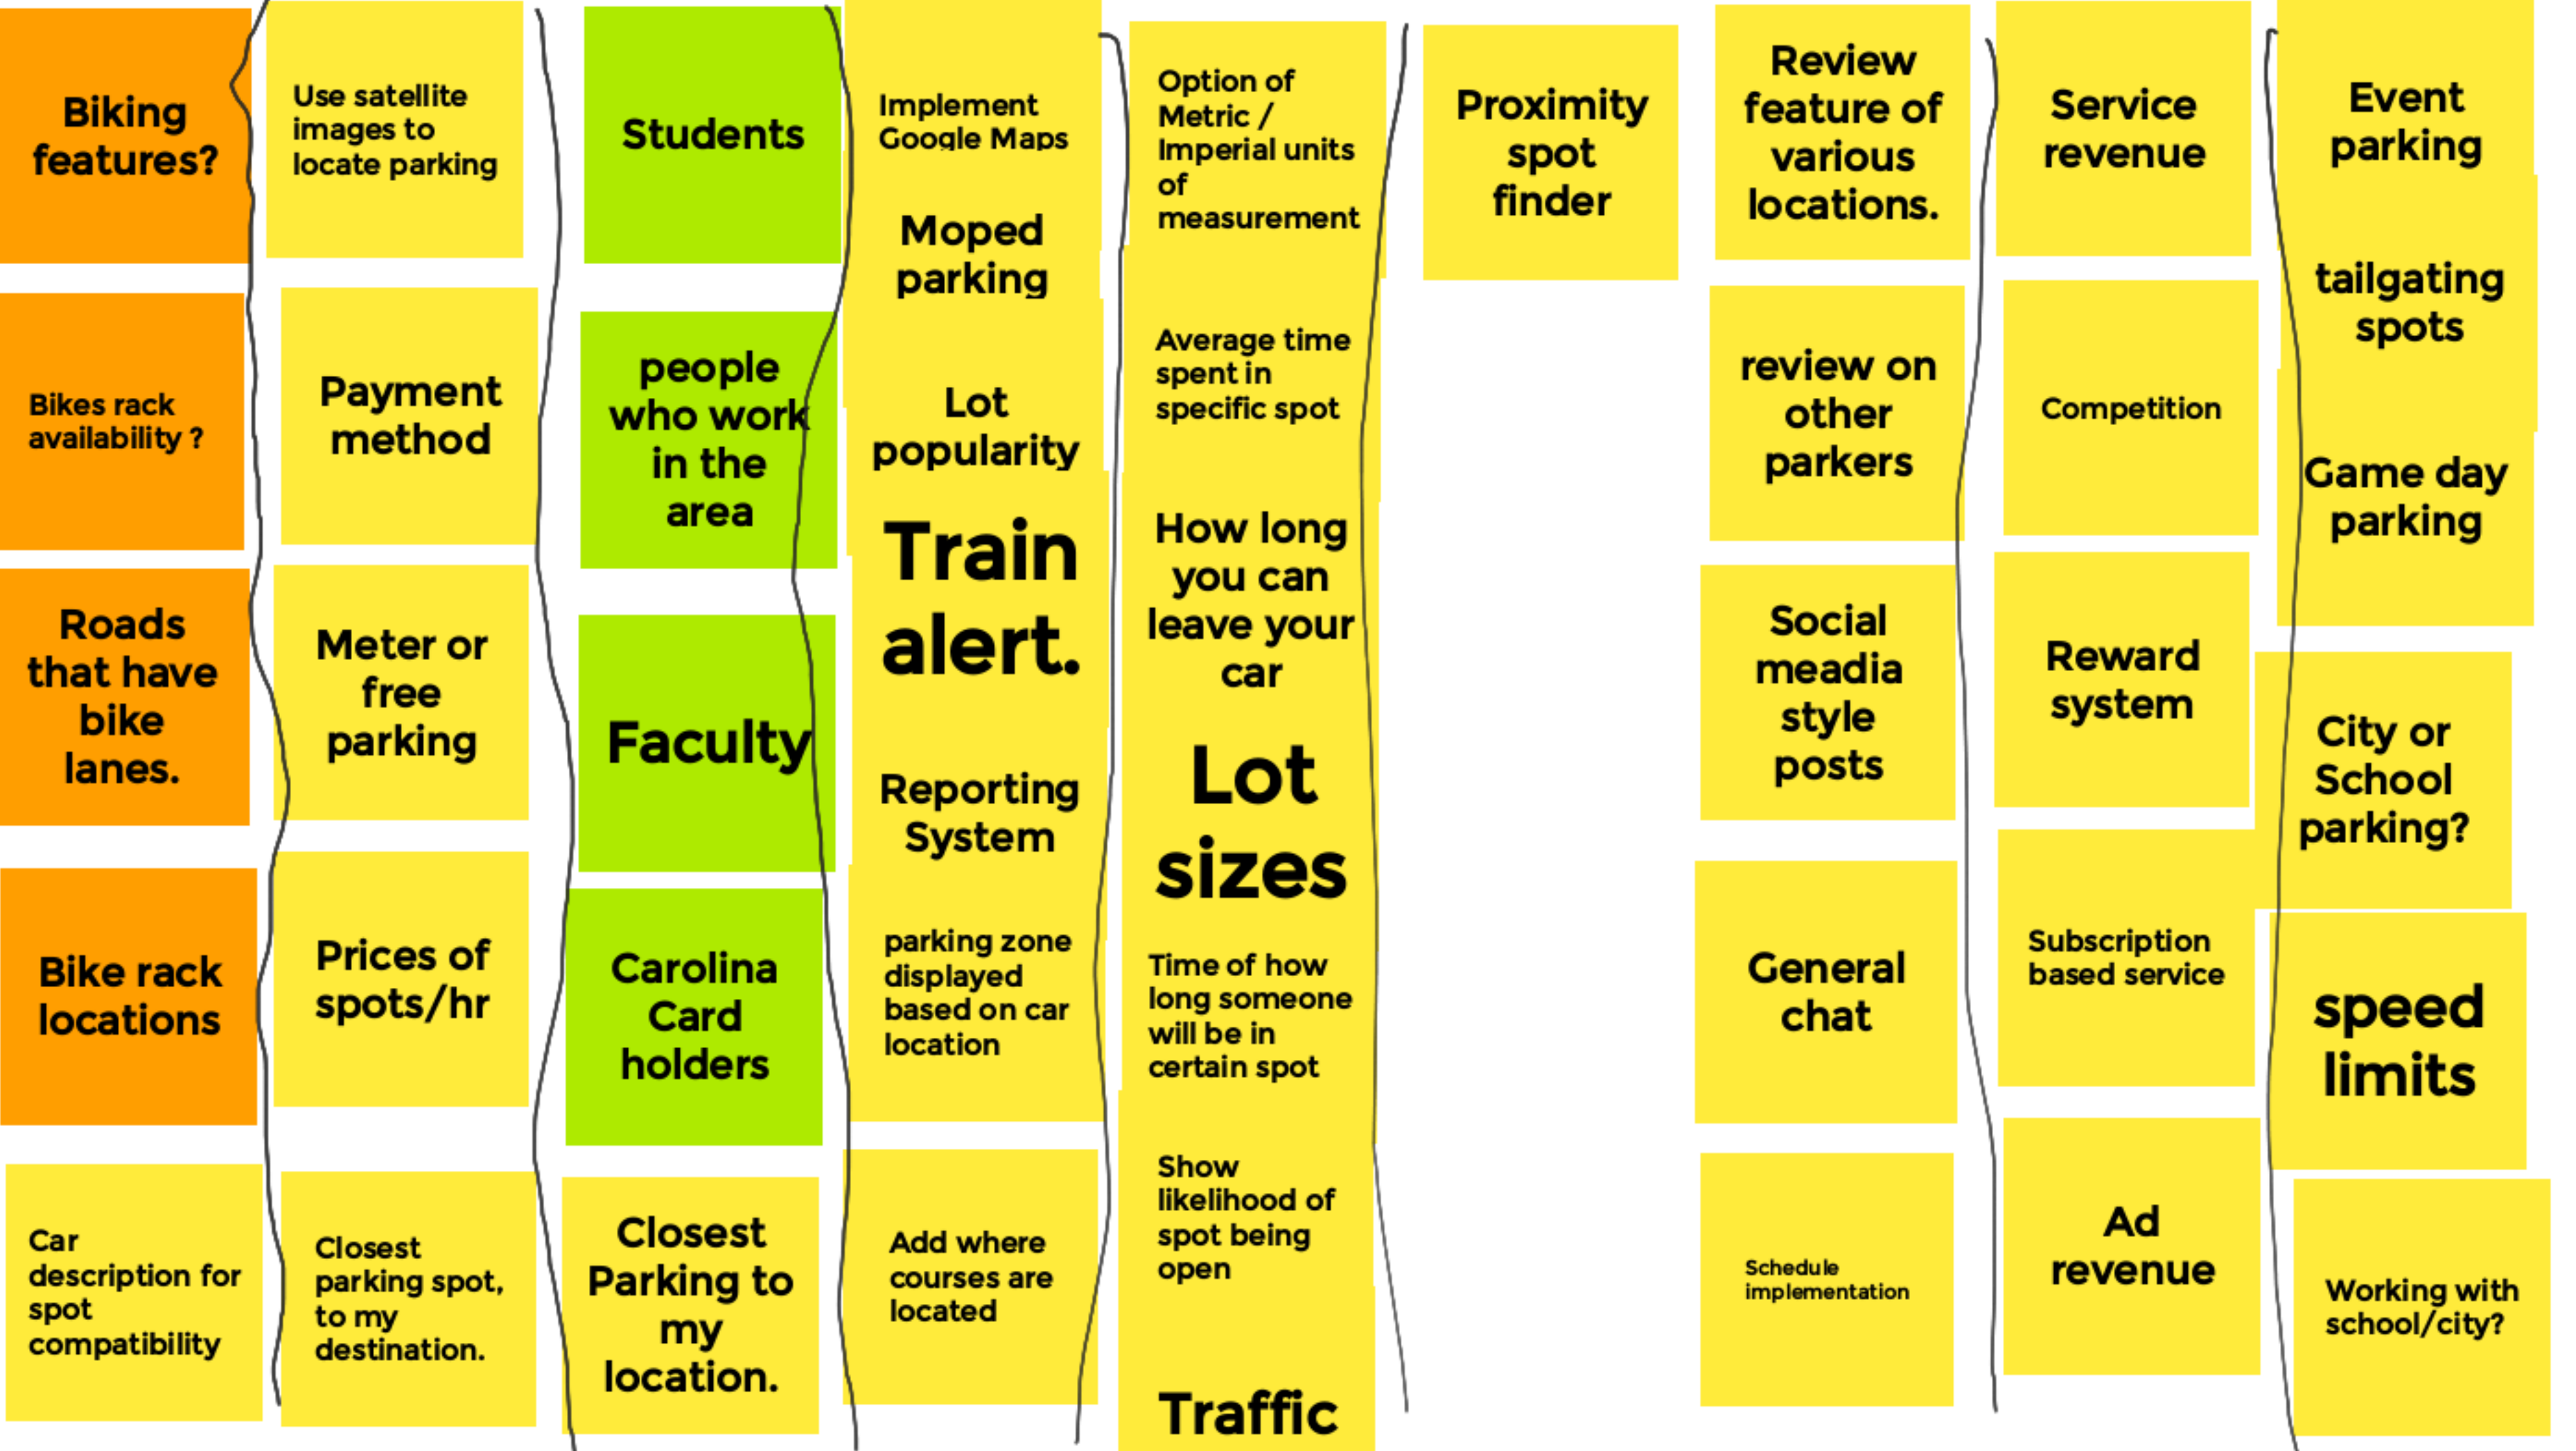 Biking
features?
Bikes rack
availability ?
Roads
that have
bike
lanes.
Bike rack
locations
Car
description for
spot
compatibility
Use satellite
images to
locate parking
Payment
method
Meter or
free
parking
Prices of
spots/hr
Closest
parking spot,
to my
destination.
Students
people
who work
in the
area
Faculty
Carolina
Card
holders
Closest
Parking to
my
location.
Implement
Google Maps
Moped
parking
Lot
popularity
Train
alert.
Reporting
System
parking zone
displayed
based on car
location
Add where
courses are
located
Option of
Metric /
Imperial units
of
measurement
Average time
spent in
specific spot
How long
you can
leave your
car
Lot
sizes
Time of how
long someone
will be in
certain spot
Show
likelihood of
spot being
open
Traffic
Proximity
spot
finder
Review
feature of
various
locations.
review on
other
parkers
Social
meadia
style
posts
General
chat
Schedule
implementation
Service
revenue
Competition
Reward
system
Subscription
based service
Ad
revenue
Event
parking
tailgating
spots
Game day
parking
City or
School
parking?
speed
limits
Working with
school/city?